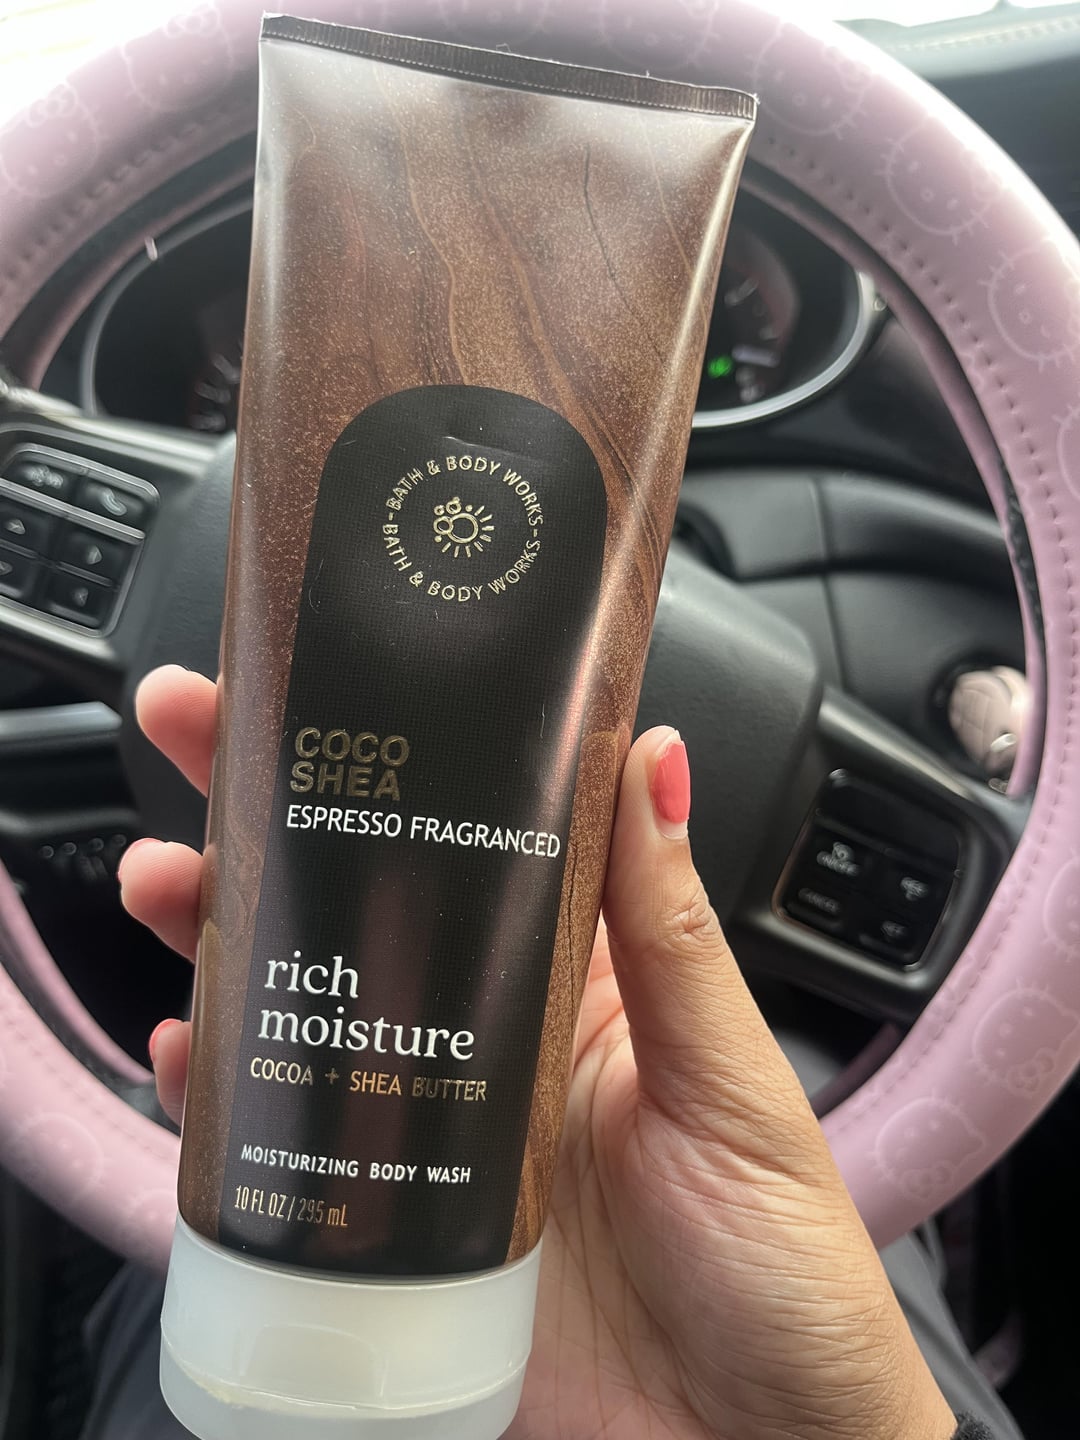 BATH & BODY WORKS - BATH & BODY WORKS -
COCO
SHEA
ESPRESSO FRAGRANCED
rich
moisture
COCOA + SHEA BUTTER
MOISTURIZING BODY WASH
10 FL OZ / 295 mL
CANCEL